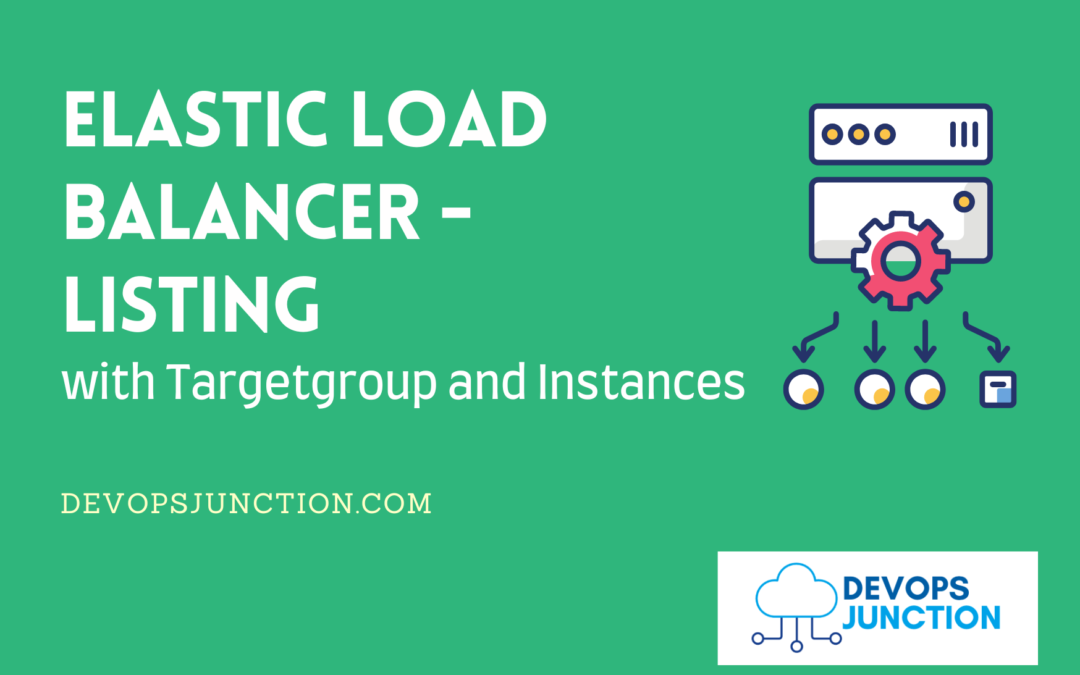 ELASTIC LOAD
BALANCER -
LISTING
with Targetgroup and Instances
DEVOPSJUNCTION.COM
DEVOPS
JUNCTION